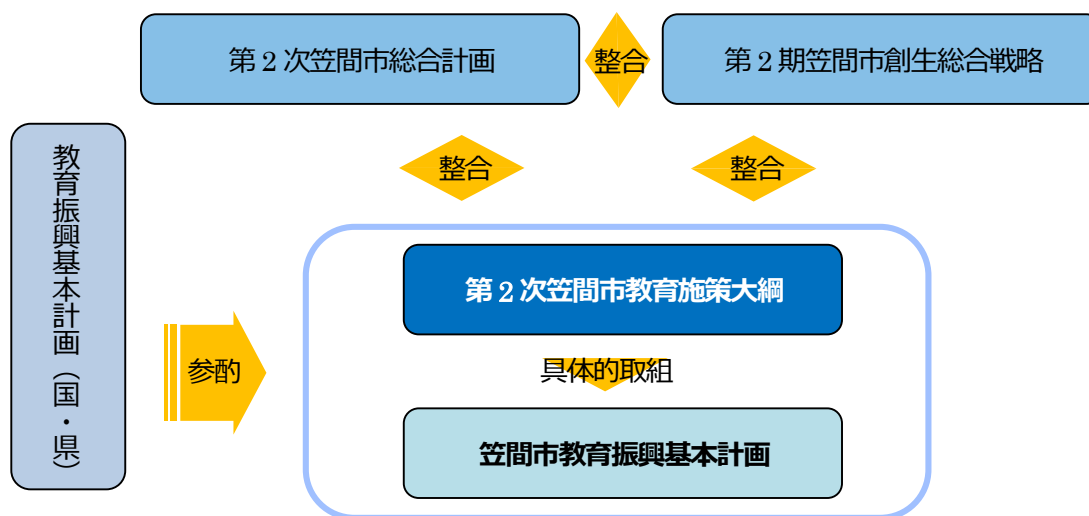 第2次笠間市総合計画
整合
第2期笠間市創生総合戦略
整合
整合
教育振興基本計画（国・県）
参酌
第2次笠間市教育施策大綱
具体的取組
笠間市教育振興基本計画